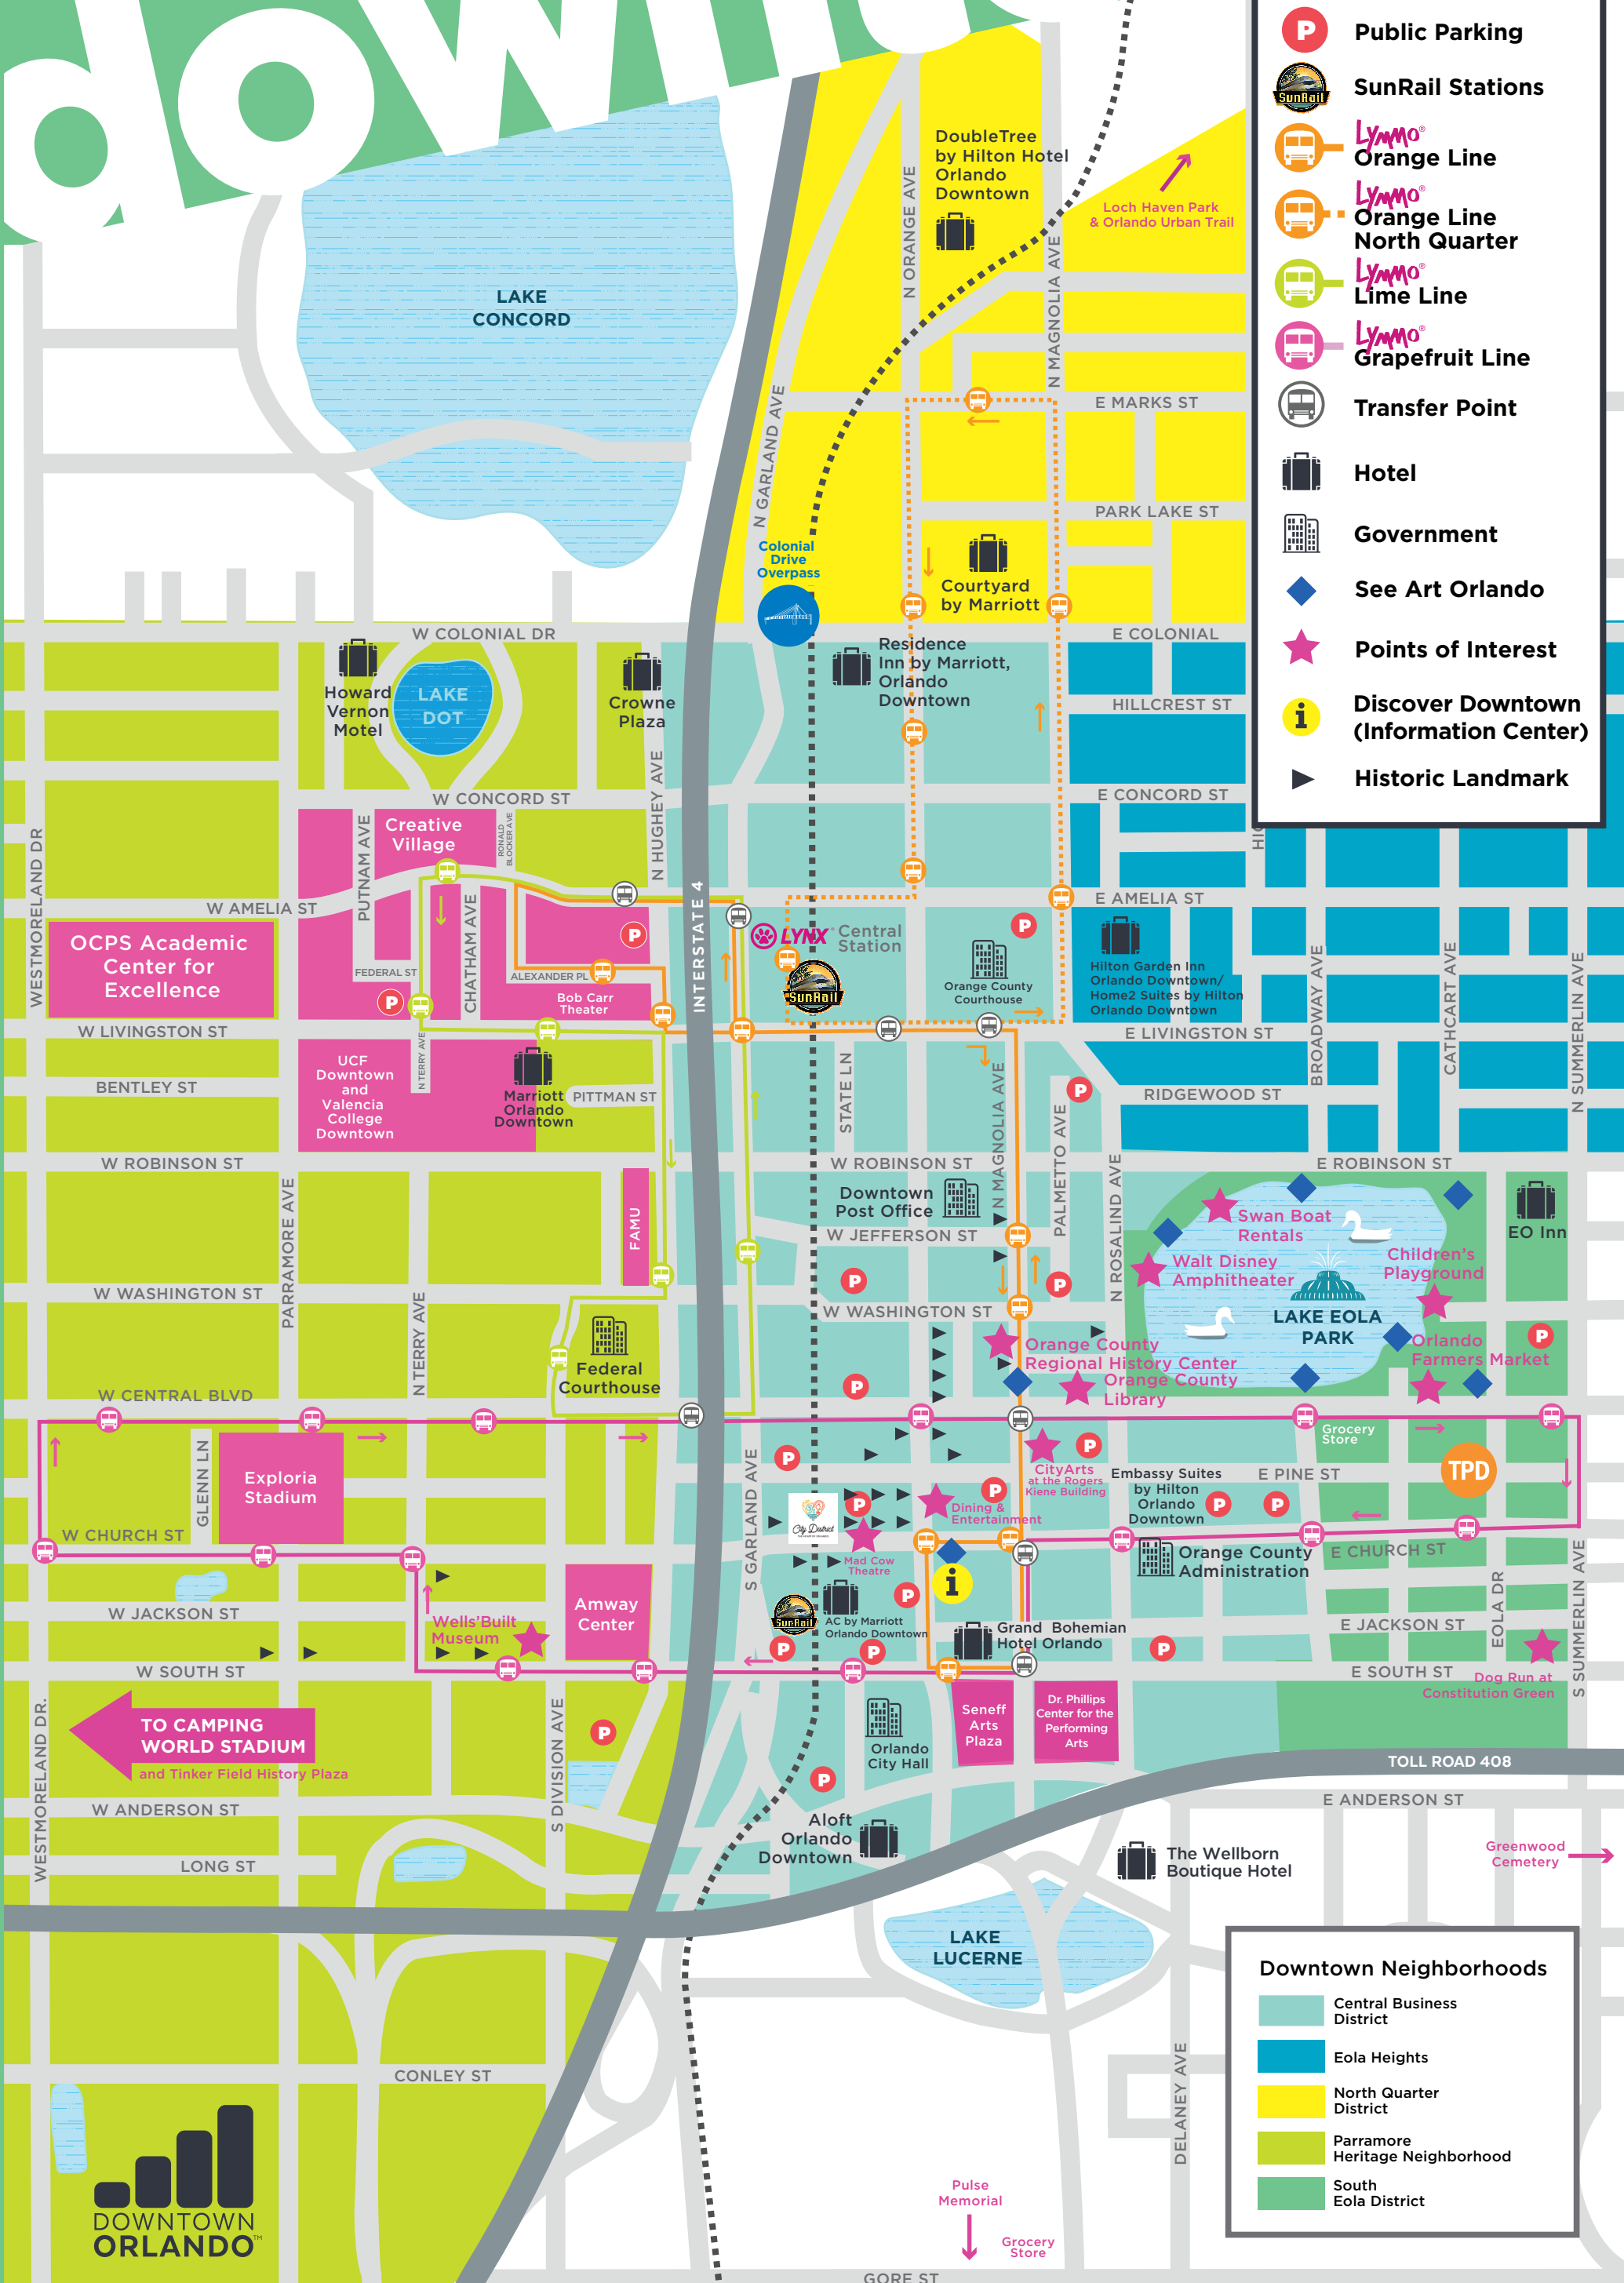 down
P
Public Parking
SunRail
SunRail Stations
LYMMO®
Orange Line
LYMMO®
Orange Line
North Quarter
LYMMO®
Lime Line
LYMMO®
Grapefruit Line
Transfer Point
Hotel
Government
See Art Orlando
Points of Interest
i
Discover Downtown
(Information Center)
Historic Landmark
DoubleTree
by Hilton Hotel
Orlando
Downtown
N ORANGE AVE
N MAGNOLIA AVE
Loch Haven Park
& Orlando Urban Trail
LAKE
CONCORD
N GARLAND AVE
E MARKS ST
PARK LAKE ST
Colonial
Drive
Overpass
Courtyard
by Marriott
W COLONIAL DR
E COLONIAL
Howard
Vernon
Motel
LAKE
DOT
Crowne
Plaza
Residence
Inn by Marriott,
Orlando
Downtown
HILLCREST ST
N HUGHEY AVE
W CONCORD ST
E CONCORD ST
WESTMORELAND DR
PUTNAM AVE
Creative
Village
RONALD
BLOCKER AVE
HIG
W AMELIA ST
E AMELIA ST
CHATHAM AVE
INTERSTATE 4
OCPS Academic
Center for
Excellence
P
LYNX®
Central
Station
SunRail
P
Orange County
Courthouse
Hilton Garden Inn
Orlando Downtown/
Home2 Suites by Hilton
Orlando Downtown
BROADWAY AVE
CATHCART AVE
N SUMMERLIN AVE
FEDERAL ST
P
ALEXANDER PL
Bob Carr
Theater
W LIVINGSTON ST
E LIVINGSTON ST
UCF
Downtown
and
Valencia
College
Downtown
N TERRY AVE
BENTLEY ST
Marriott
Orlando
Downtown
PITTMAN ST
STATE LN
N MAGNOLIA AVE
P
PALMETTO AVE
RIDGEWOOD ST
W ROBINSON ST
W ROBINSON ST
E ROBINSON ST
PARRAMORE AVE
FAMU
Downtown
Post Office
N ROSALIND AVE
W JEFFERSON ST
Swan Boat
Rentals
Walt Disney
Amphitheater
Children's
Playground
EO Inn
P
P
W WASHINGTON ST
W WASHINGTON ST
LAKE EOLA
PARK
N TERRY AVE
Federal
Courthouse
Orange County
Regional History Center
Orange County
Library
Orlando
Farmers Market
P
P
W CENTRAL BLVD
Grocery
Store
GLENN LN
Exploria
Stadium
S GARLAND AVE
P
P
CityArts
at the Rogers
Kiene Building
Embassy Suites
by Hilton
Orlando
Downtown
P
P
E PINE ST
TPD
City District
P
P
Dining &
Entertainment
W CHURCH ST
E CHURCH ST
Mad Cow
Theatre
i
Orange County
Administration
W JACKSON ST
Wells'Built
Museum
Amway
Center
SunRail
AC by Marriott
Orlando Downtown
P
Grand Bohemian
Hotel Orlando
E JACKSON ST
EOLA DR
S SUMMERLIN AVE
P
P
P
W SOUTH ST
E SOUTH ST
Dog Run at
Constitution Green
WESTMORELAND DR.
TO CAMPING
WORLD STADIUM
and Tinker Field History Plaza
S DIVISION AVE
P
Orlando
City Hall
Seneff
Arts
Plaza
Dr. Phillips
Center for the
Performing
Arts
TOLL ROAD 408
P
W ANDERSON ST
E ANDERSON ST
Aloft
Orlando
Downtown
LONG ST
The Wellborn
Boutique Hotel
Greenwood
Cemetery
LAKE
LUCERNE
Downtown Neighborhoods
Central Business
District
Eola Heights
North Quarter
District
Parramore
Heritage Neighborhood
South
Eola District
CONLEY ST
DELANEY AVE
DOWNTOWN
ORLANDO™
Pulse
Memorial
Grocery
Store
GORE ST